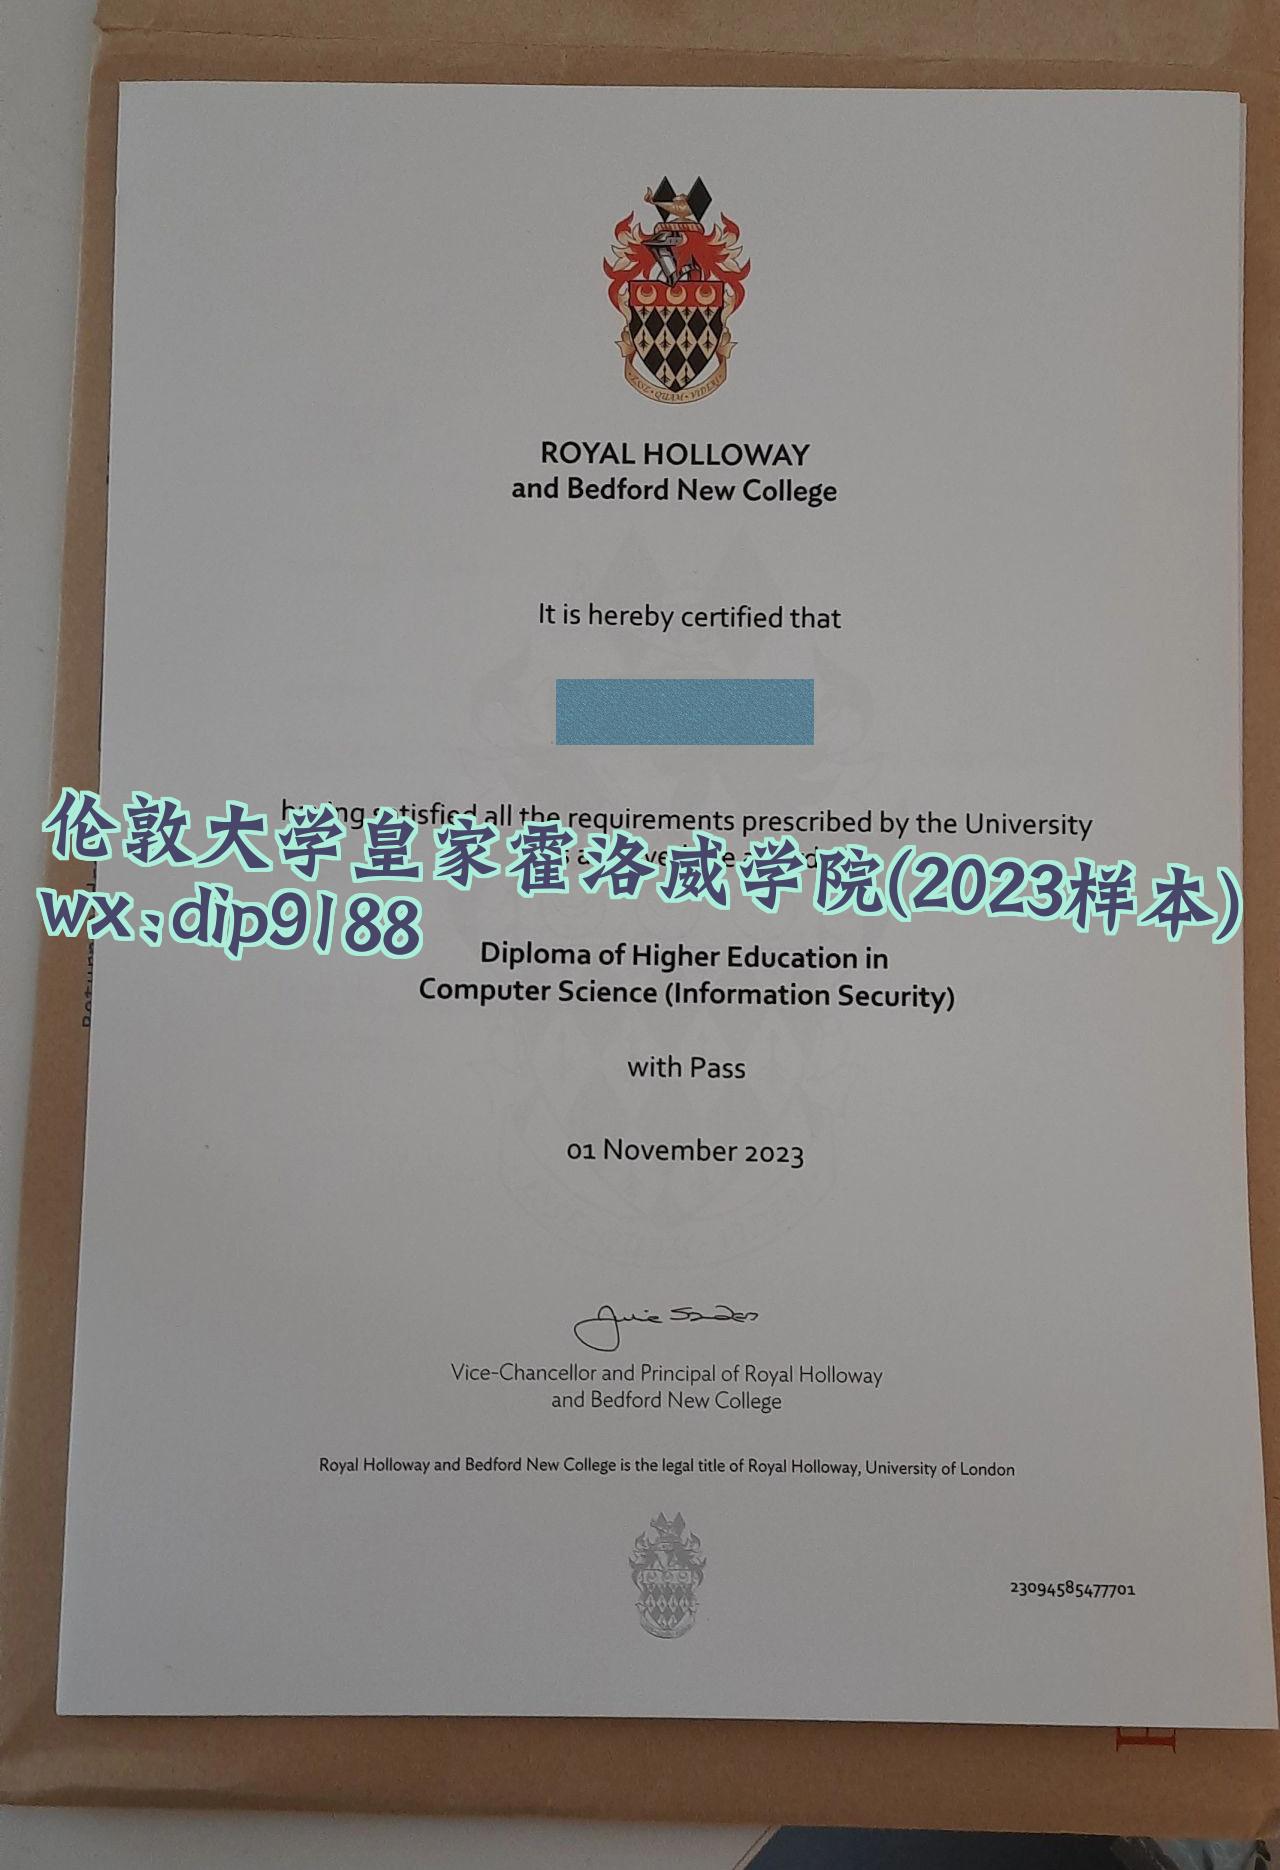 ESSE • QUAM • VIDERI
ROYAL HOLLOWAY
and Bedford New College
It is hereby certified that
having satisfied all the requirements prescribed by the University
伦敦大学皇家霍洛威学院(2023样本)
wx:dip9188
Diploma of Higher Education in
Computer Science (Information Security)
with Pass
01 November 2023
Vice-Chancellor and Principal of Royal Holloway
and Bedford New College
Royal Holloway and Bedford New College is the legal title of Royal Holloway, University of London
23094585477701